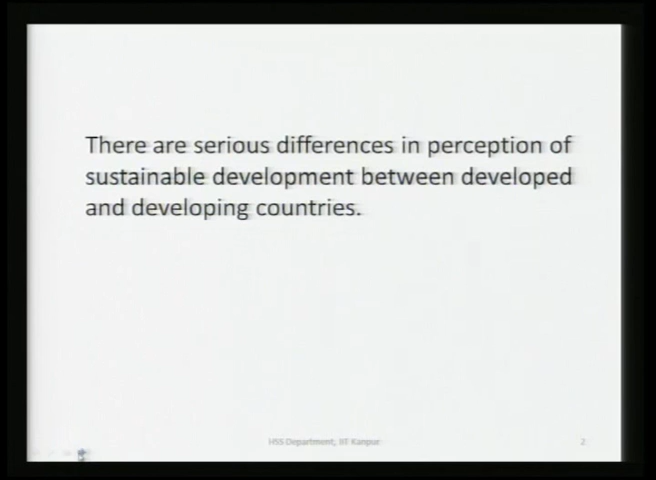 There are serious differences in perception of
sustainable development between developed
and developing countries.
HSS Department, IIT Kanpur
2